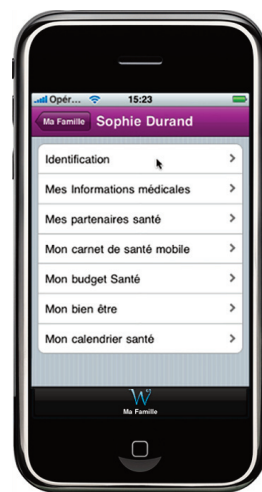 Opér... 15:23
Ma Famille Sophie Durand
Identification
Mes Informations médicales
Mes partenaires santé
Mon carnet de santé mobile
Mon budget Santé
Mon bien être
Mon calendrier santé
W
Ma Famille